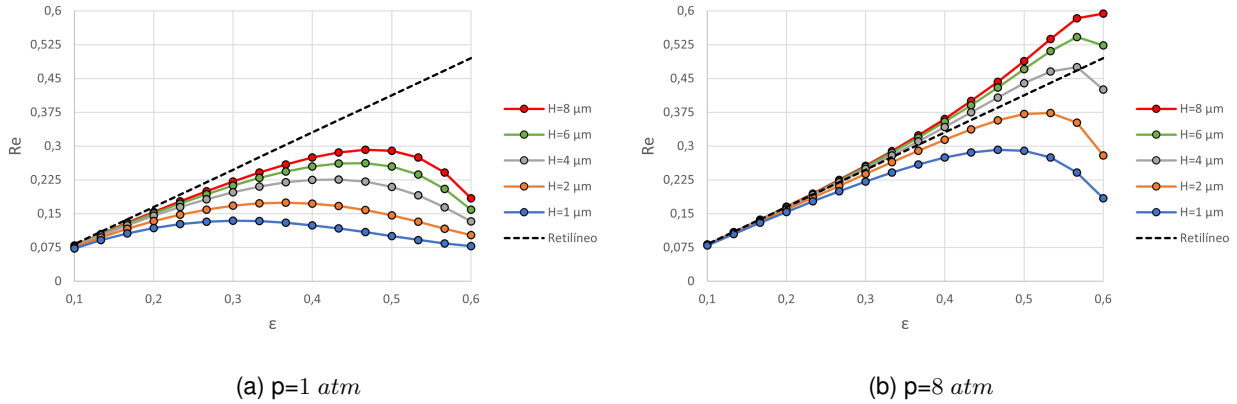 0,6
0,525
0,45
0,375
0,3
0,225
0,15
0,075
0
Re
0,1 0,2 0,3 0,4 0,5 0,6
ε
H=8 µm
H=6 µm
H=4 µm
H=2 µm
H=1 µm
Retilíneo
(a) p=1 atm
0,6
0,525
0,45
0,375
0,3
0,225
0,15
0,075
0
Re
0,1 0,2 0,3 0,4 0,5 0,6
ε
H=8 µm
H=6 µm
H=4 µm
H=2 µm
H=1 µm
Retilíneo
(b) p=8 atm